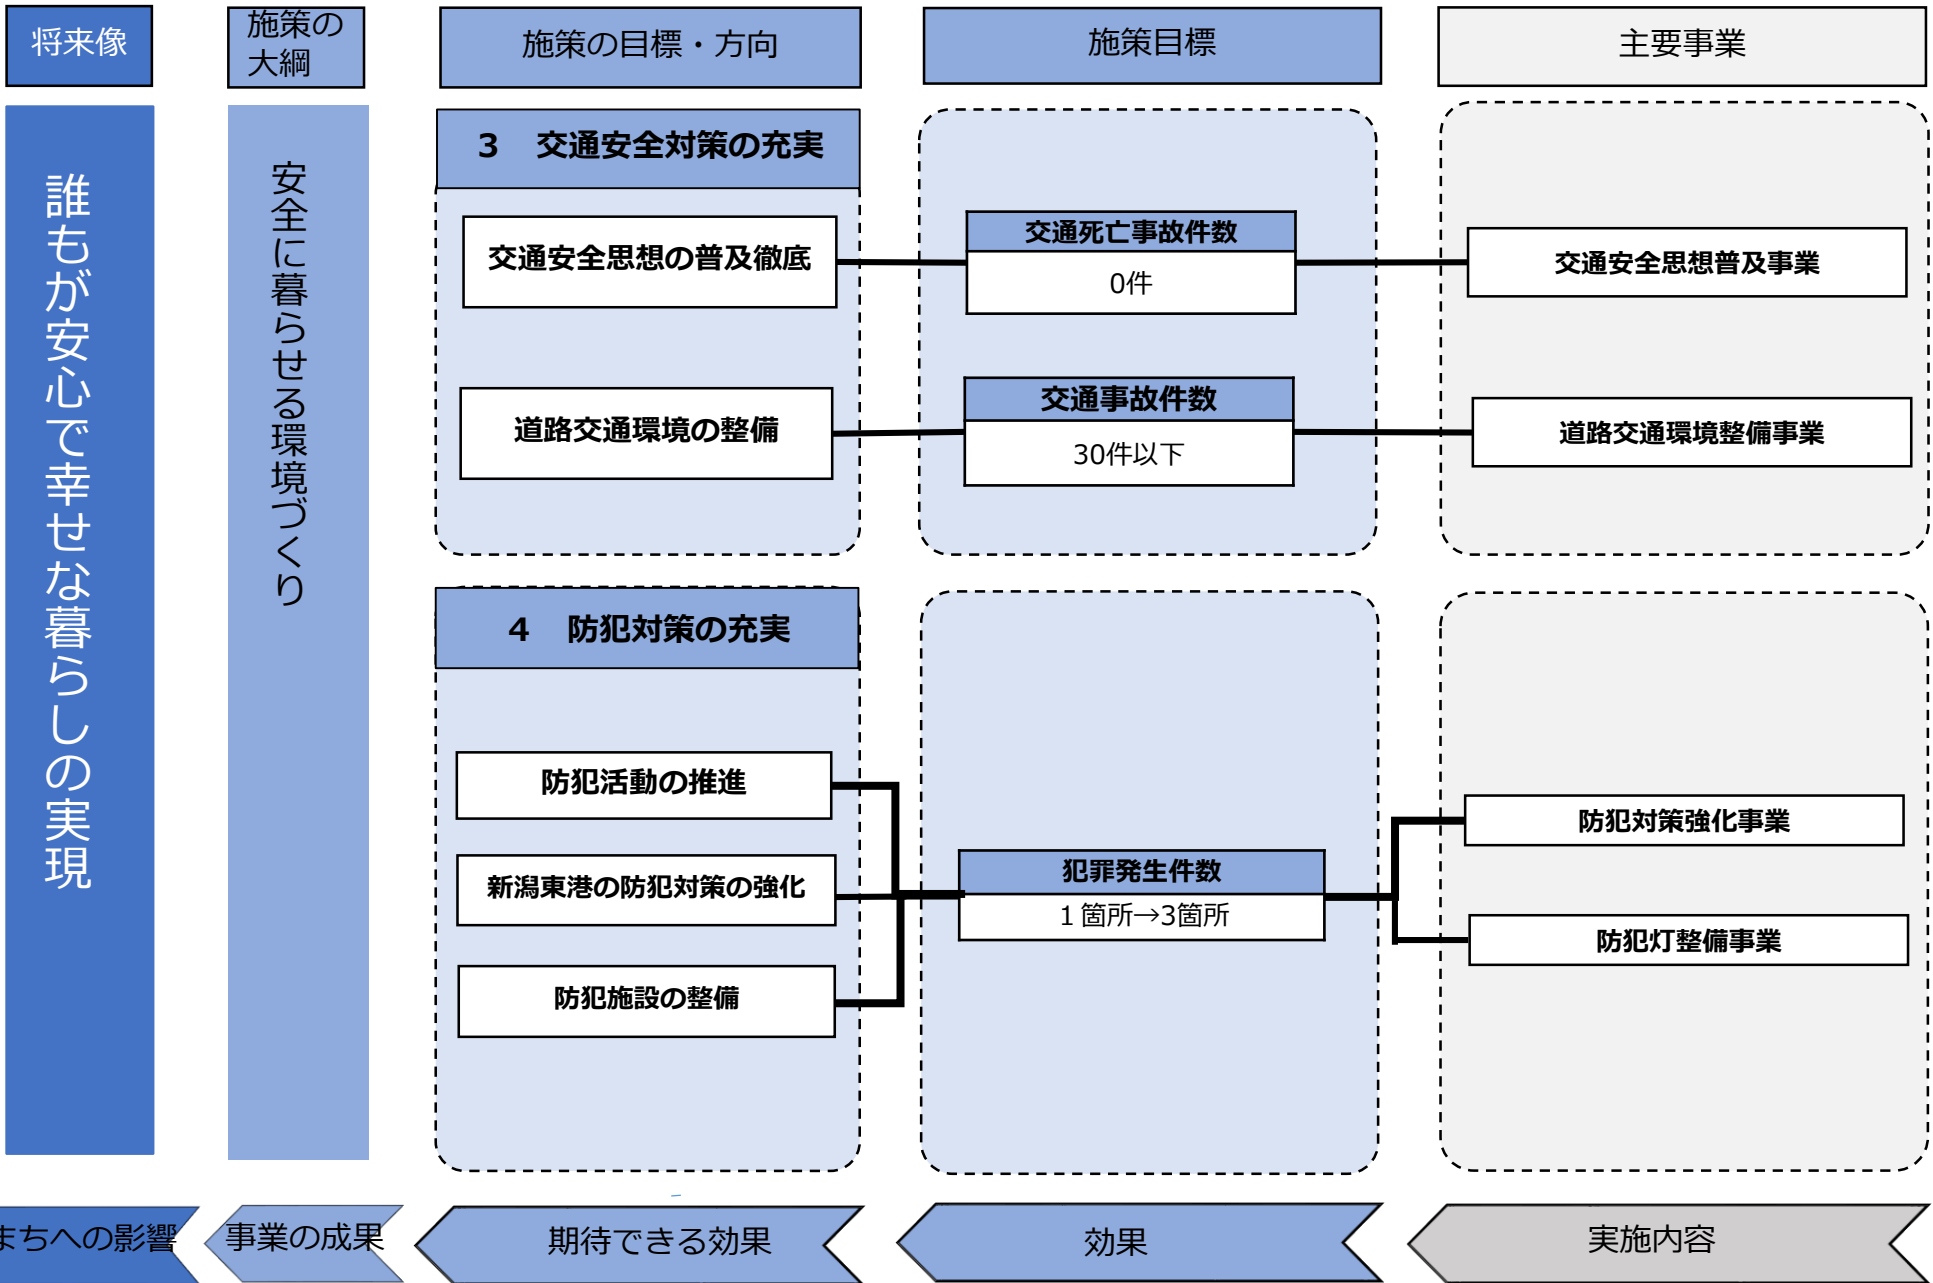 将来像
施策の
大綱
施策の目標・方向
施策目標
主要事業
誰もが安心で幸せな暮らしの実現
安全に暮らせる環境づくり
3　交通安全対策の充実
交通安全思想の普及徹底
交通死亡事故件数
0件
交通安全思想普及事業
道路交通環境の整備
交通事故件数
30件以下
道路交通環境整備事業
4　防犯対策の充実
防犯活動の推進
新潟東港の防犯対策の強化
防犯施設の整備
犯罪発生件数
１箇所→3箇所
防犯対策強化事業
防犯灯整備事業
まちへの影響
事業の成果
期待できる効果
効果
実施内容